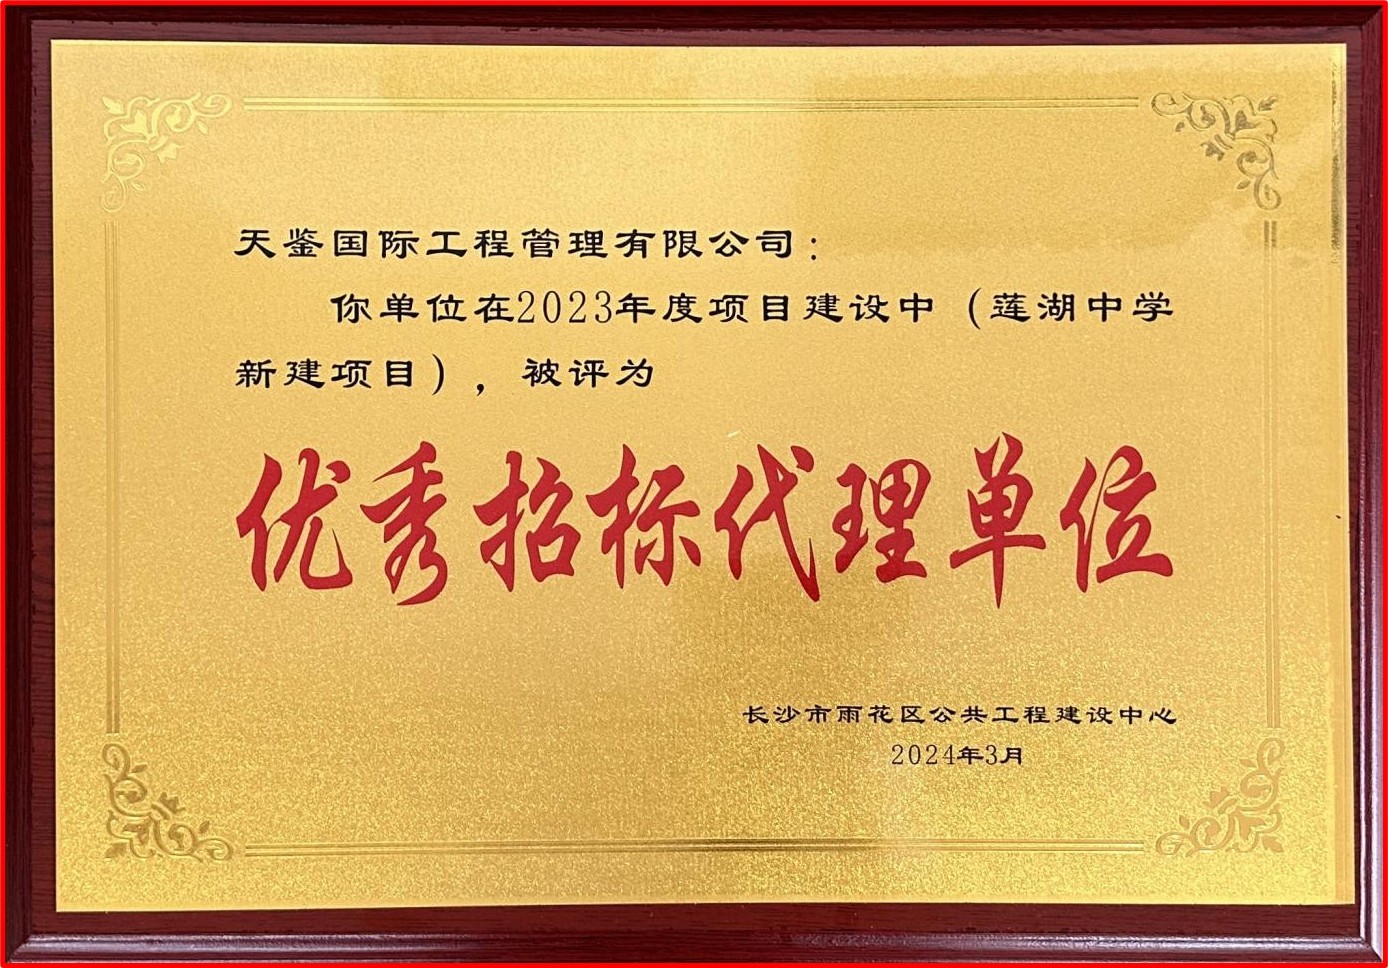 天鉴国际工程管理有限公司：
你单位在2023年度项目建设中（莲湖中学
新建项目），被评为
优秀招标代理单位
长沙市雨花区公共工程建设中心
2024年3月